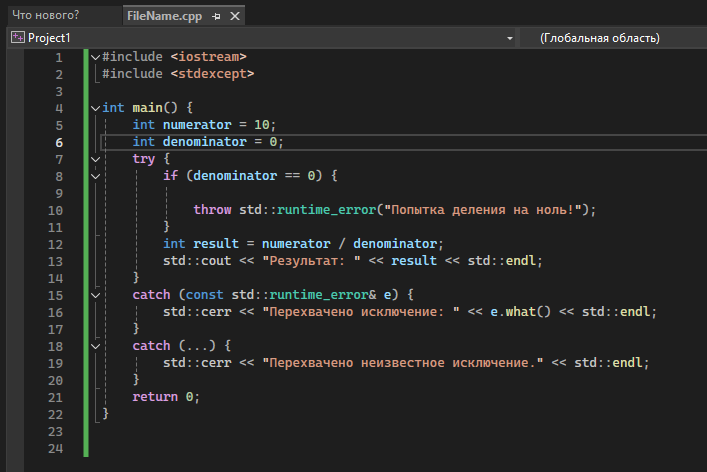 Что нового?
FileName.cpp
Project1
(Глобальная область)
1 #include <iostream>
2 #include <stdexcept>
3
4 int main() {
5 int numerator = 10;
6 int denominator = 0;
7 try {
8 if (denominator == 0) {
9
10 throw std::runtime_error("Попытка деления на ноль!");
11 }
12 int result = numerator / denominator;
13 std::cout << "Результат: " << result << std::endl;
14 }
15 catch (const std::runtime_error& e) {
16 std::cerr << "Перехвачено исключение: " << e.what() << std::endl;
17 }
18 catch (...) {
19 std::cerr << "Перехвачено неизвестное исключение." << std::endl;
20 }
21 return 0;
22 }
23
24